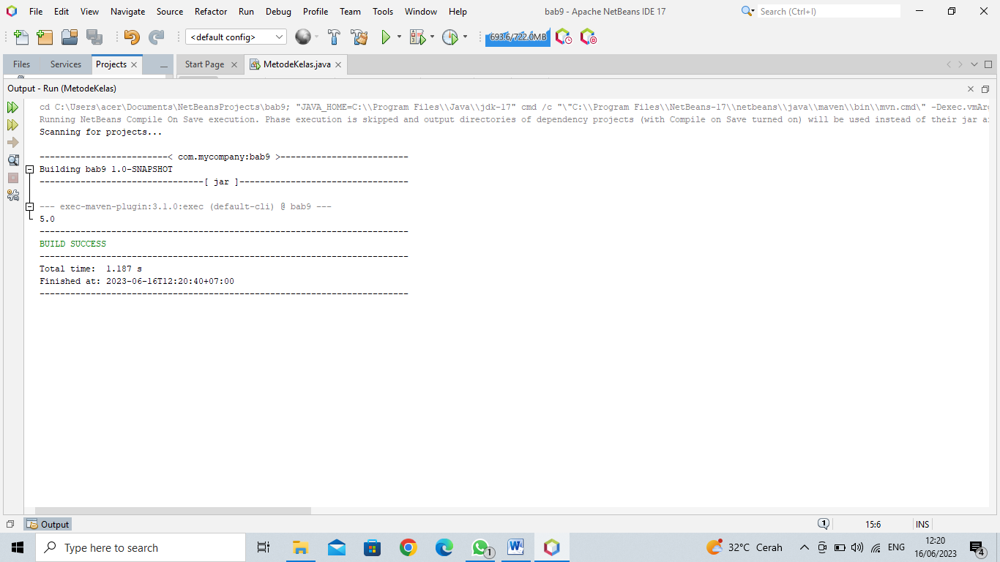 File Edit View Navigate Source Refactor Run Debug Profile Team Tools Window Help bab9 - Apache NetBeans IDE 17 Search (Ctrl+I)
<default config> 693.6/722.0MB
Files Services Projects Start Page MetodeKelas.java
Output - Run (MetodeKelas)
cd C:\Users\acer\Documents\NetBeansProjects\bab9; "JAVA_HOME=C:\\Program Files\\Java\\jdk-17" cmd /c "\"C:\\Program Files\\NetBeans-17\\netbeans\\java\\maven\\bin\\mvn.cmd\" -Dexec.vmArg
Running NetBeans Compile On Save execution. Phase execution is skipped and output directories of dependency projects (with Compile on Save turned on) will be used instead of their jar a
Scanning for projects...
-------------------------< com.mycompany:bab9 >-------------------------
Building bab9 1.0-SNAPSHOT
--------------------------------[ jar ]---------------------------------
--- exec-maven-plugin:3.1.0:exec (default-cli) @ bab9 ---
5.0
------------------------------------------------------------------------
BUILD SUCCESS
------------------------------------------------------------------------
Total time:  1.187 s
Finished at: 2023-06-16T12:20:40+07:00
------------------------------------------------------------------------
Output 1 15:6 INS
Type here to search 1 32°C Cerah ENG 12:20
16/06/2023 4